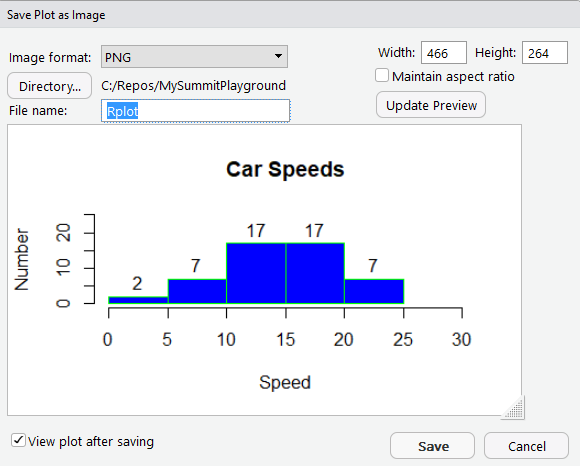 Save Plot as Image
Image format: PNG Width: 466 Height: 264
Maintain aspect ratio
Directory... C:/Repos/MySummitPlayground
Update Preview
File name: Rplot
Car Speeds
Number
0 10 20
2 7 17 17 7
0 5 10 15 20 25 30
Speed
View plot after saving
Save Cancel